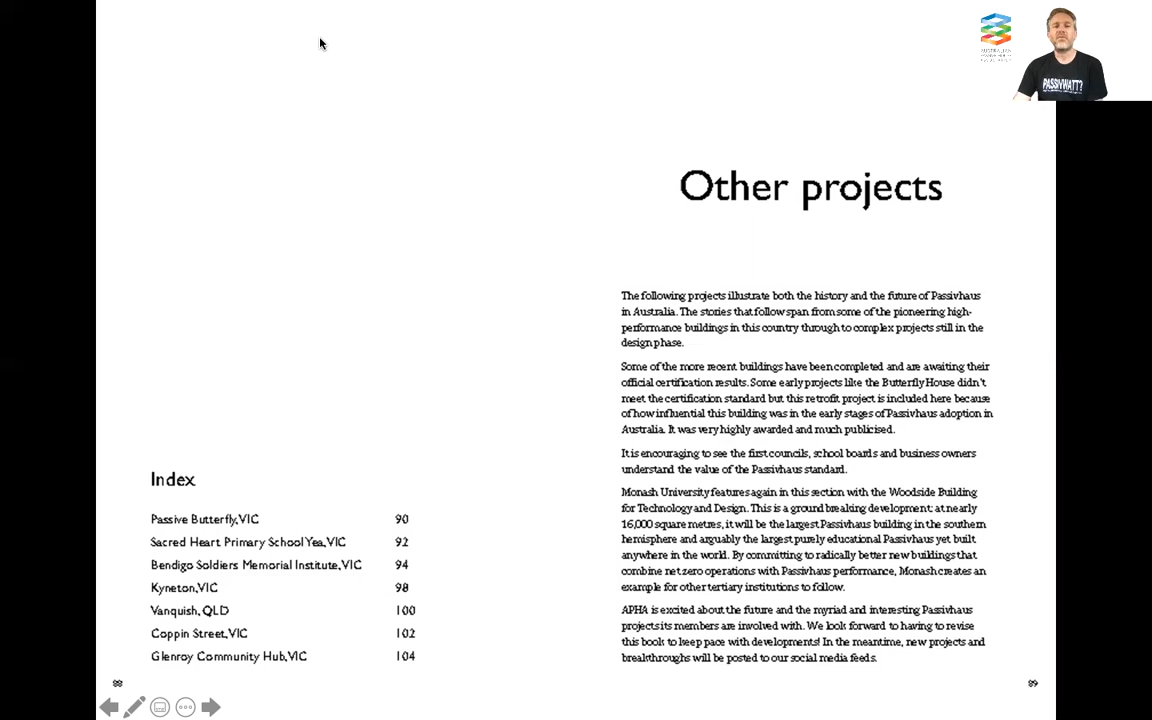 PASSIVWATT?
Other projects
The following projects illustrate both the history and the future of Passivhaus
in Australia. The stories that follow span from some of the pioneering high-
performance buildings in this country through to complex projects still in the
design phase.
Some of the more recent buildings have been completed and are awaiting their
official certification results. Some early projects like the Butterfly House didn't
meet the certification standard but this retrofit project is included here because
of how influential this building was in the early stages of Passivhaus adoption in
Australia. It was very highly awarded and much publicised.
It is encouraging to see the first councils, school boards and business owners
understand the value of the Passivhaus standard.
Monash University features again in this section with the Woodside Building
for Technology and Design. This is a ground breaking development: at nearly
16,000 square metres, it will be the largest Passivhaus building in the southern
hemisphere and arguably the largest purely educational Passivhaus yet built
anywhere in the world. By committing to radically better new buildings that
combine net zero operations with Passivhaus performance, Monash creates an
example for other tertiary institutions to follow.
APHA is excited about the future and the myriad and interesting Passivhaus
projects its members are involved with. We look forward to having to revise
this book to keep pace with developments! In the meantime, new projects and
breakthroughs will be posted to our social media feeds.
Index
Passive Butterfly, VIC 90
Sacred Heart Primary School Yea, VIC 92
Bendigo Soldiers Memorial Institute, VIC 94
Kyneton, VIC 98
Vanquish, QLD 100
Coppin Street, VIC 102
Glenroy Community Hub, VIC 104
88
89